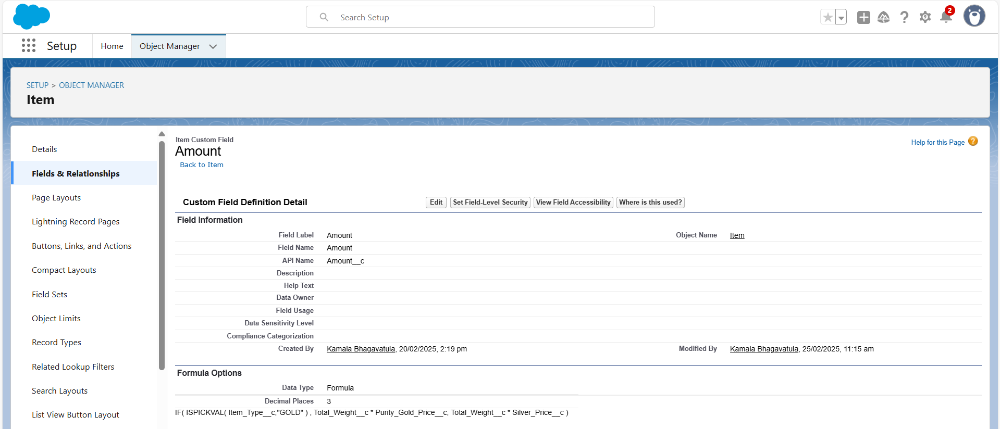 Search Setup
2
Setup
Home
Object Manager
SETUP > OBJECT MANAGER
Item
Details
Fields & Relationships
Page Layouts
Lightning Record Pages
Buttons, Links, and Actions
Compact Layouts
Field Sets
Object Limits
Record Types
Related Lookup Filters
Search Layouts
List View Button Layout
Item Custom Field
Amount
Back to Item
Help for this Page ?
Custom Field Definition Detail
Edit
Set Field-Level Security
View Field Accessibility
Where is this used?
Field Information
Field Label Amount Object Name Item
Field Name Amount
API Name Amount__c
Description
Help Text
Data Owner
Field Usage
Data Sensitivity Level
Compliance Categorization
Created By Kamala Bhagavatula, 20/02/2025, 2:19 pm Modified By Kamala Bhagavatula, 25/02/2025, 11:15 am
Formula Options
Data Type Formula
Decimal Places 3
IF( ISPICKVAL( Item_Type__c,"GOLD" ) , Total_Weight__c * Purity_Gold_Price__c, Total_Weight__c * Silver_Price__c )